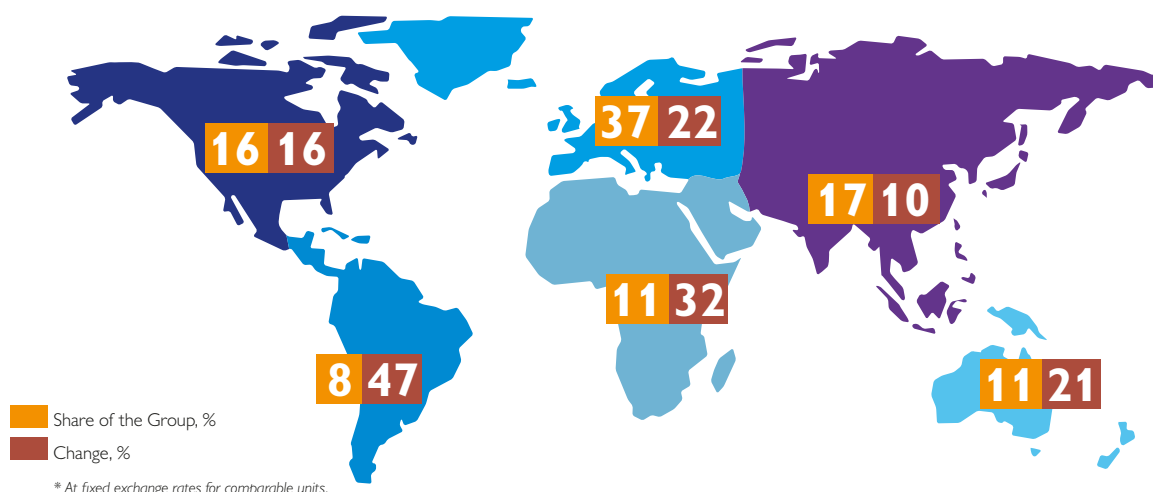 37 22
16 16
17 10
11 32
8 47
11 21
Share of the Group, %
Change, %
* At fixed exchange rates for comparable units.